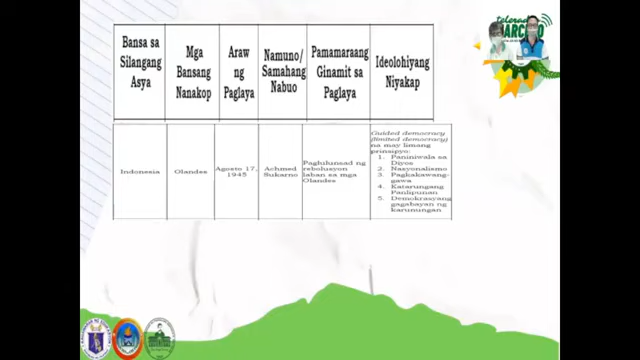 Bansa sa
Silangang
Asya
Mga
Bansang
Nanakop
Araw
ng
Paglaya
Namuno/
Samahang
Nabuo
Pamamaraang
Ginamit sa
Paglaya
Ideolohiyang
Niyakap
Indonesia
Olandes
Agosto 17,
1945
Achmed
Sukarno
Paglulunsad ng
rebolusyon
laban sa mga
Olandes
Guided democracy
(limited democracy)
na may limang
prinsipyo:
1. Paniniwala sa
Diyos
2. Nasyonalismo
3. Pagkakawang-
gawa
4. Katarungang
Panlipunan
5. Demokrasyang
gagabayan ng
karunungan